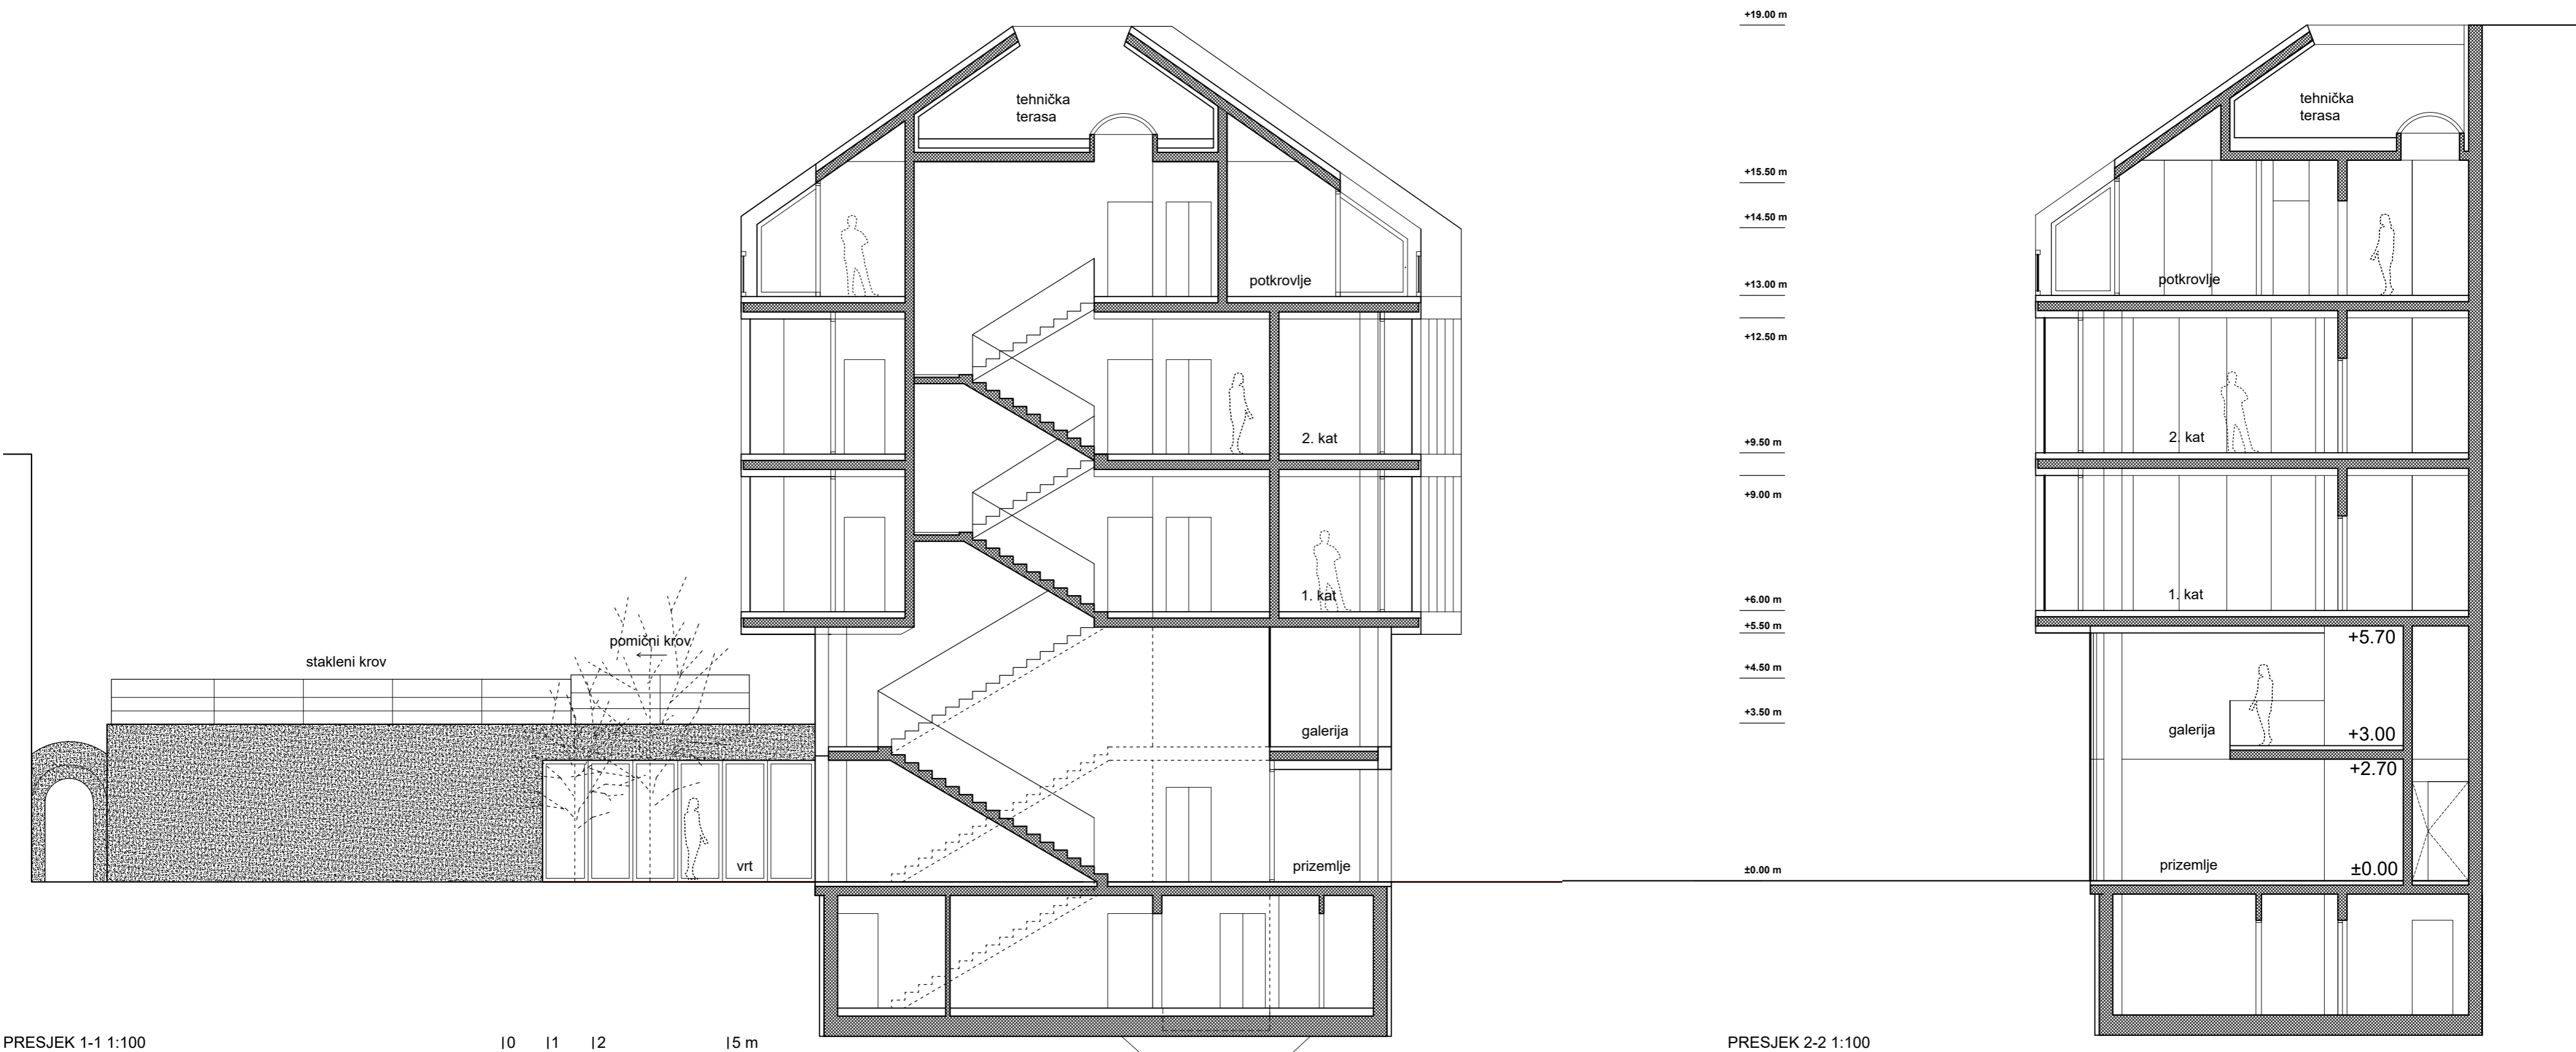 tehnička
terasa
potkrovlje
2. kat
1. kat
pomični krov
stakleni krov
galerija
vrt
prizemlje
PRESJEK 1-1 1:100
|0 |1 |2 |5 m
+19.00 m
+15.50 m
+14.50 m
+13.00 m
+12.50 m
+9.50 m
+9.00 m
+6.00 m
+5.50 m
+4.50 m
+3.50 m
±0.00 m
tehnička
terasa
potkrovlje
2. kat
1. kat
+5.70
galerija
+3.00
+2.70
prizemlje
±0.00
PRESJEK 2-2 1:100